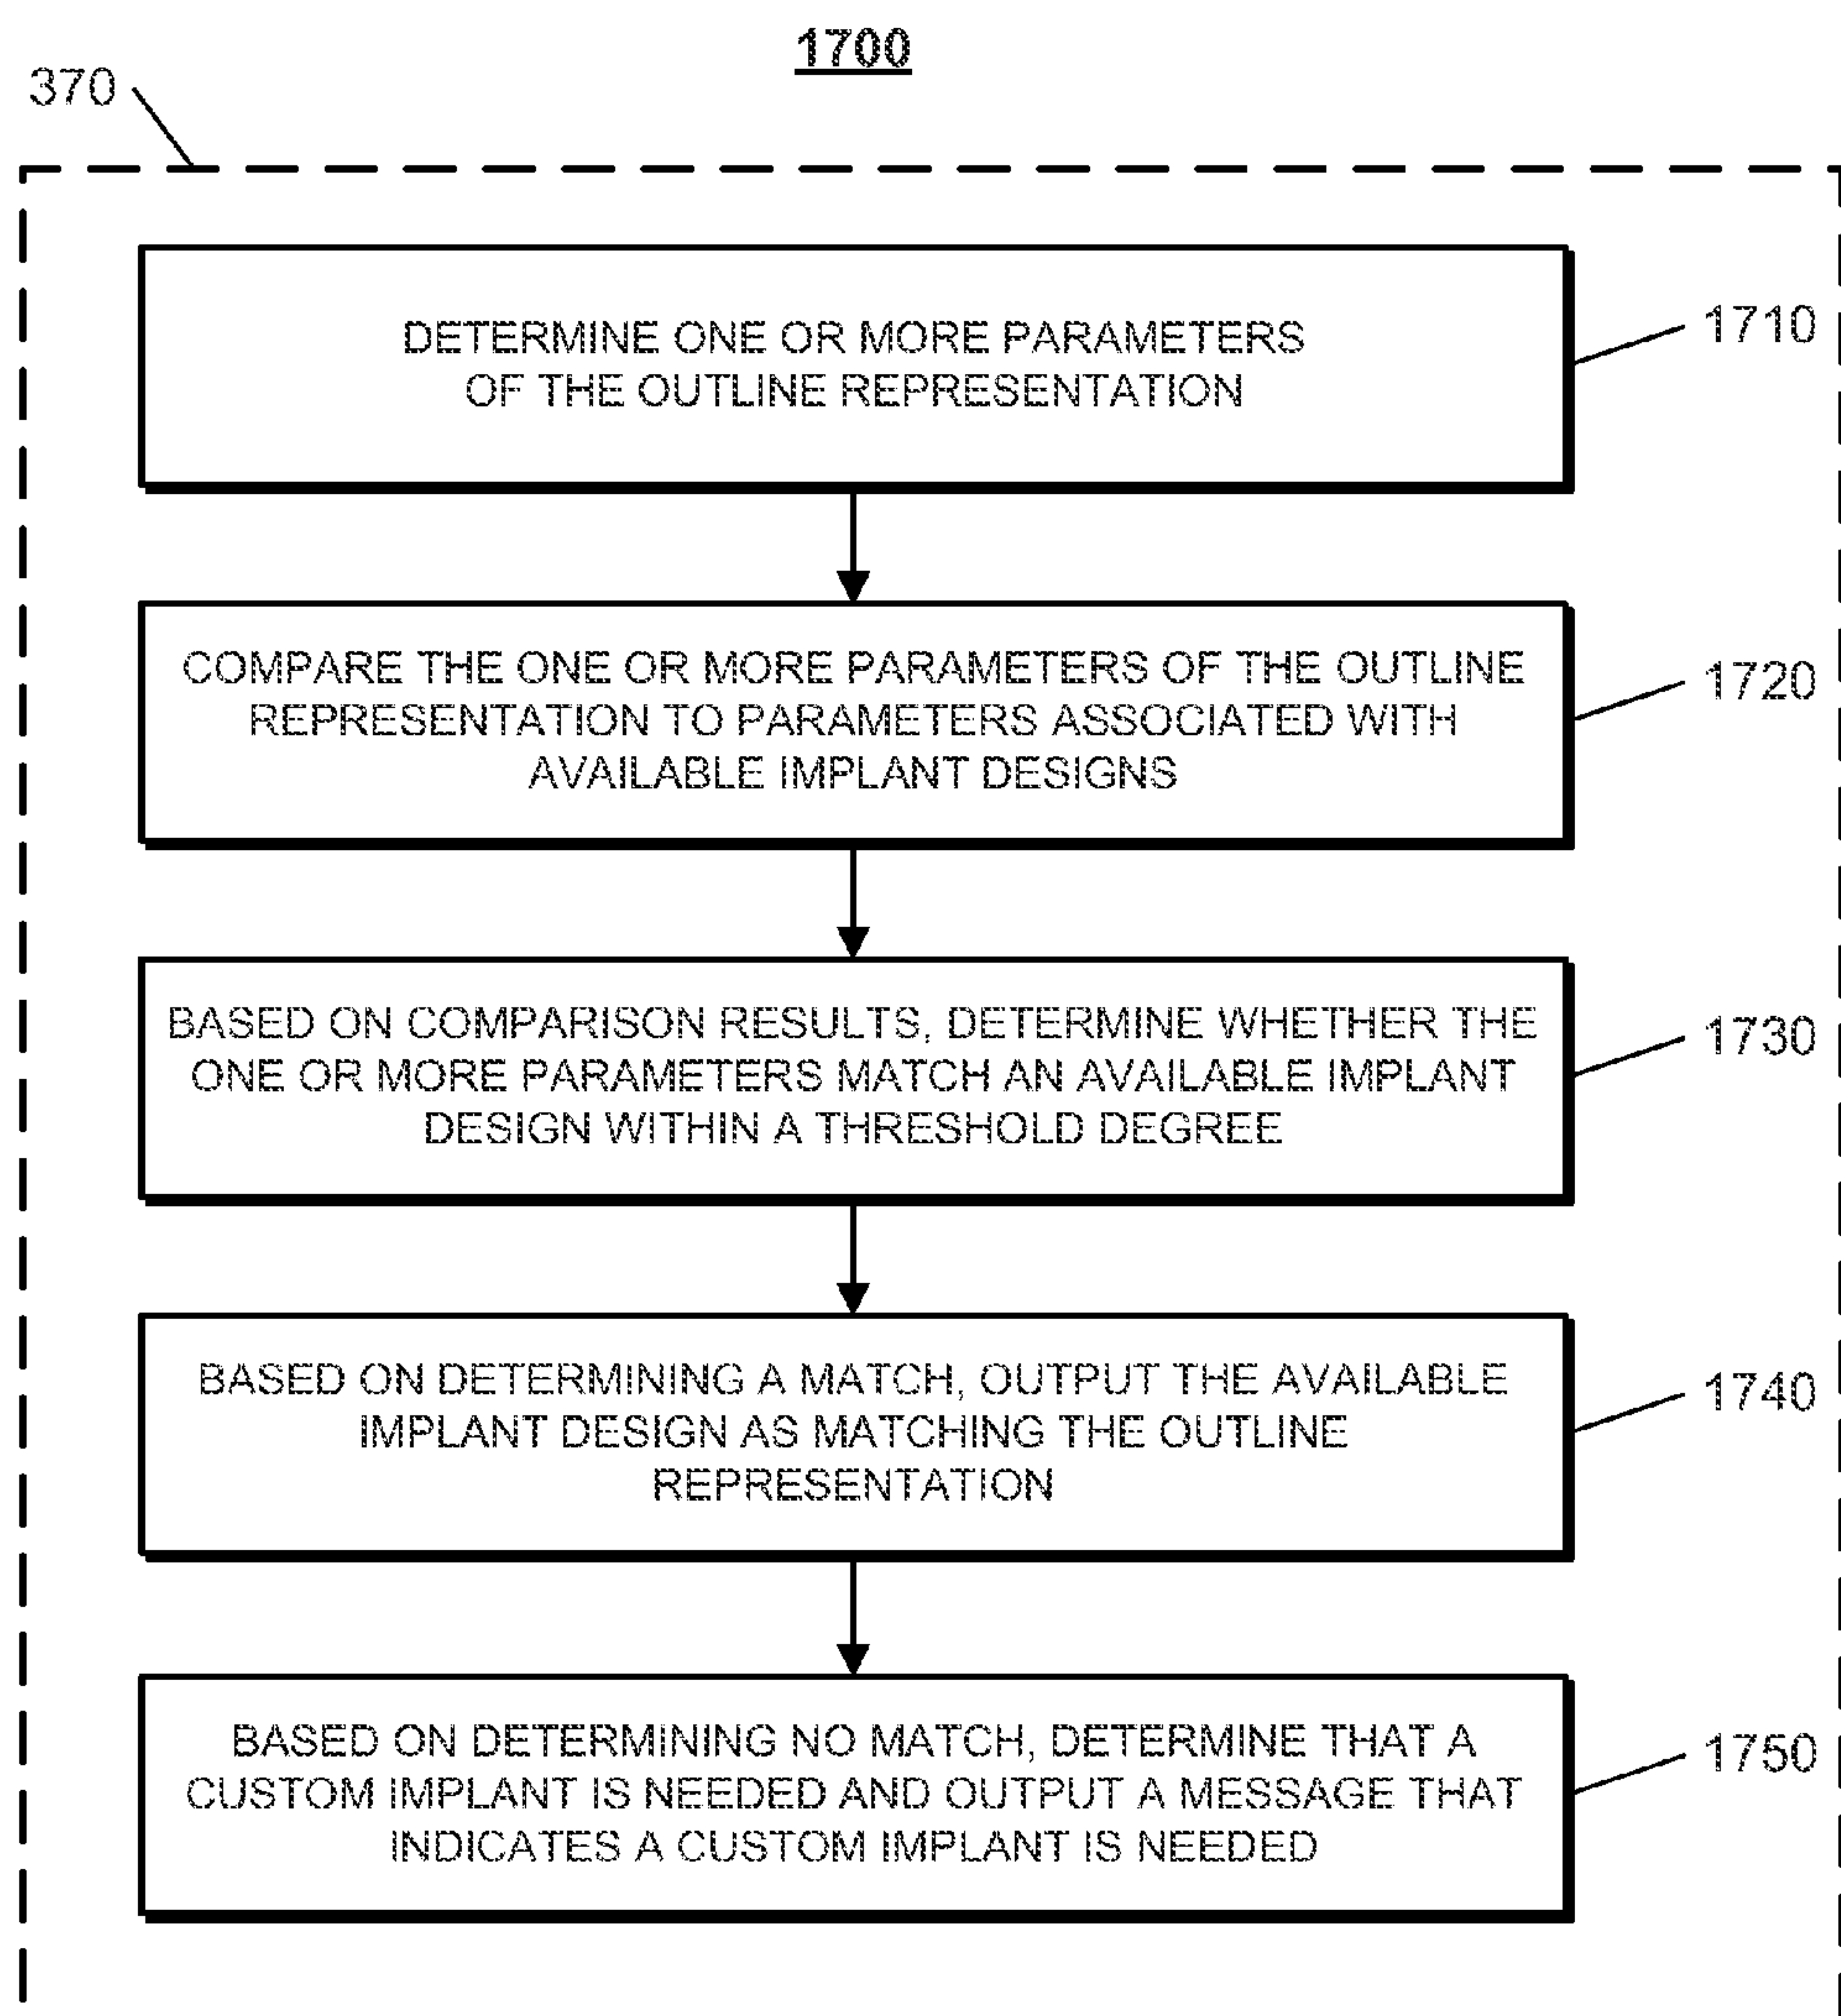 1700
370
DETERMINE ONE OR MORE PARAMETERS
OF THE OUTLINE REPRESENTATION
1710
COMPARE THE ONE OR MORE PARAMETERS OF THE OUTLINE
REPRESENTATION TO PARAMETERS ASSOCIATED WITH
AVAILABLE IMPLANT DESIGNS
1720
BASED ON COMPARISON RESULTS, DETERMINE WHETHER THE
ONE OR MORE PARAMETERS MATCH AN AVAILABLE IMPLANT
DESIGN WITHIN A THRESHOLD DEGREE
1730
BASED ON DETERMINING A MATCH, OUTPUT THE AVAILABLE
IMPLANT DESIGN AS MATCHING THE OUTLINE
REPRESENTATION
1740
BASED ON DETERMINING NO MATCH, DETERMINE THAT A
CUSTOM IMPLANT IS NEEDED AND OUTPUT A MESSAGE THAT
INDICATES A CUSTOM IMPLANT IS NEEDED
1750